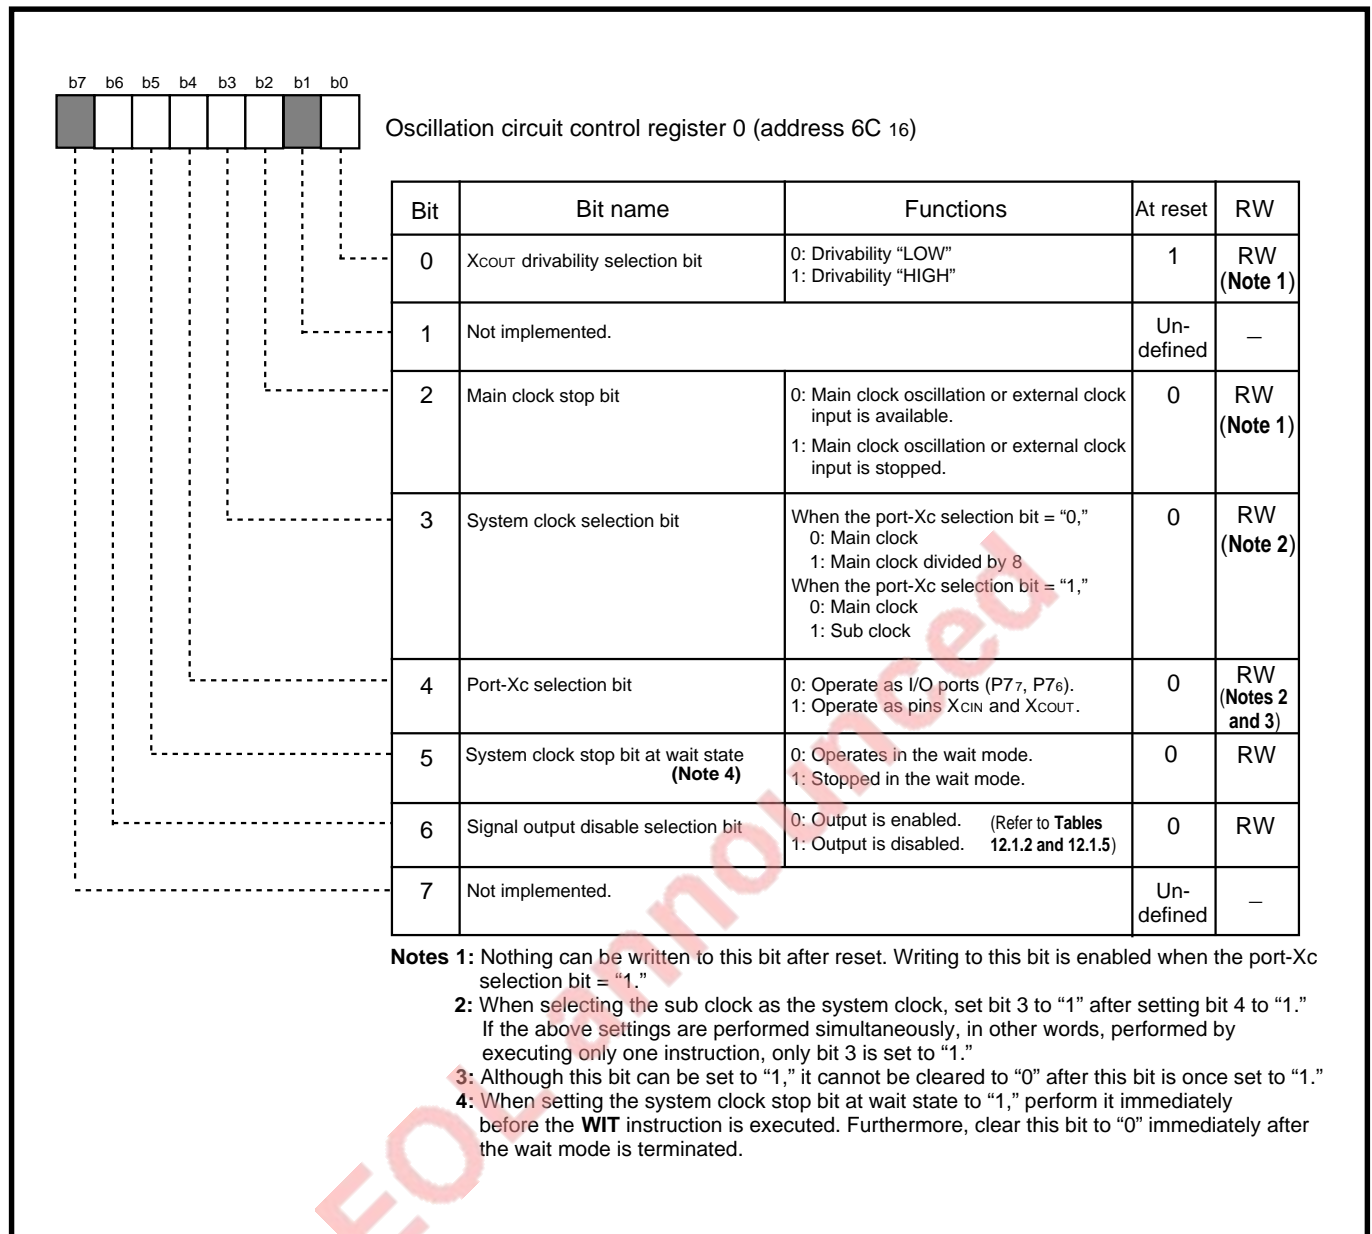 b7 b6 b5 b4 b3 b2 b1 b0
Oscillation circuit control register 0 (address 6C 16)
Bit Bit name Functions At reset RW
0 XCOUT drivability selection bit 0: Drivability “LOW” 1 RW
1: Drivability “HIGH” (Note 1)
1 Not implemented. Un- –
defined
2 Main clock stop bit 0: Main clock oscillation or external clock 0 RW
input is available. (Note 1)
1: Main clock oscillation or external clock
input is stopped.
3 System clock selection bit When the port-Xc selection bit = “0,” 0 RW
0: Main clock (Note 2)
1: Main clock divided by 8
When the port-Xc selection bit = “1,”
0: Main clock
1: Sub clock
4 Port-Xc selection bit 0: Operate as I/O ports (P77, P76). 0 RW
1: Operate as pins XCIN and XCOUT. (Notes 2
and 3)
5 System clock stop bit at wait state 0: Operates in the wait mode. 0 RW
(Note 4) 1: Stopped in the wait mode.
6 Signal output disable selection bit 0: Output is enabled. (Refer to Tables 0 RW
1: Output is disabled. 12.1.2 and 12.1.5)
7 Not implemented. Un- –
defined
Notes 1: Nothing can be written to this bit after reset. Writing to this bit is enabled when the port-Xc
selection bit = “1.”
2: When selecting the sub clock as the system clock, set bit 3 to “1” after setting bit 4 to “1.”
If the above settings are performed simultaneously, in other words, performed by
executing only one instruction, only bit 3 is set to “1.”
3: Although this bit can be set to “1,” it cannot be cleared to “0” after this bit is once set to “1.”
4: When setting the system clock stop bit at wait state to “1,” perform it immediately
before the WIT instruction is executed. Furthermore, clear this bit to “0” immediately after
the wait mode is terminated.
EOL announced